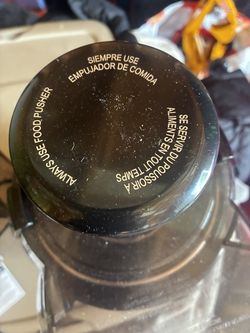 SIEMPRE USE
EMPUJADOR DE COMIDA
SE SERVIR DU POUSSOIR À
ALIMENTS EN TOUT TEMPS
ALWAYS USE FOOD PUSHER